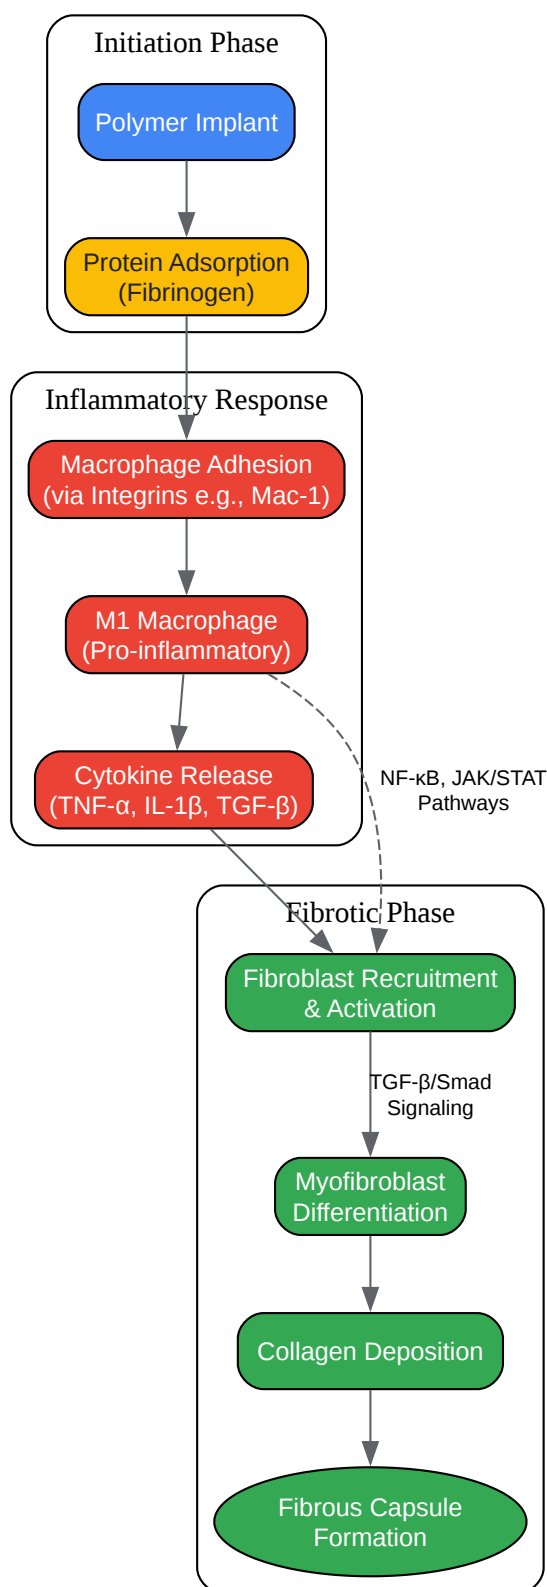 Initiation Phase
Polymer Implant
Protein Adsorption
(Fibrinogen)
Inflammatory Response
Macrophage Adhesion
(via Integrins e.g., Mac-1)
M1 Macrophage
(Pro-inflammatory)
Cytokine Release
(TNF-α, IL-1β, TGF-β)
NF-κB, JAK/STAT
Pathways
Fibrotic Phase
Fibroblast Recruitment
& Activation
TGF-β/Smad
Signaling
Myofibroblast
Differentiation
Collagen Deposition
Fibrous Capsule
Formation